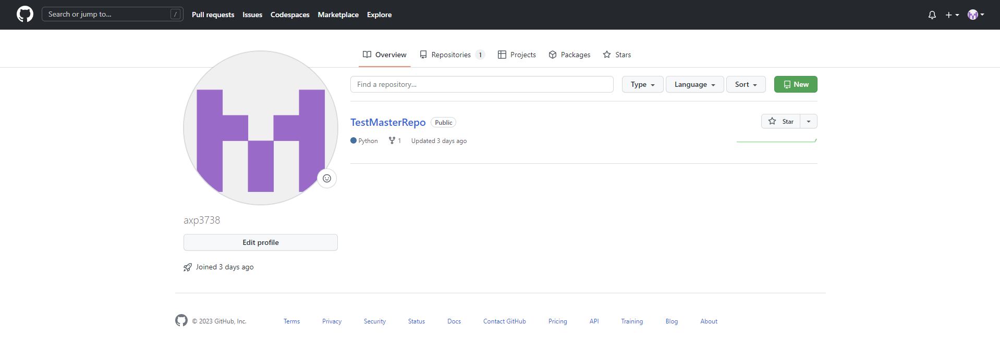 Search or jump to... / Pull requests Issues Codespaces Marketplace Explore
Overview Repositories 1 Projects Packages Stars
Find a repository... Type Language Sort New
TestMasterRepo Public Star
Python 1 Updated 3 days ago
axp3738
Edit profile
Joined 3 days ago
© 2023 GitHub, Inc. Terms Privacy Security Status Docs Contact GitHub Pricing API Training Blog About